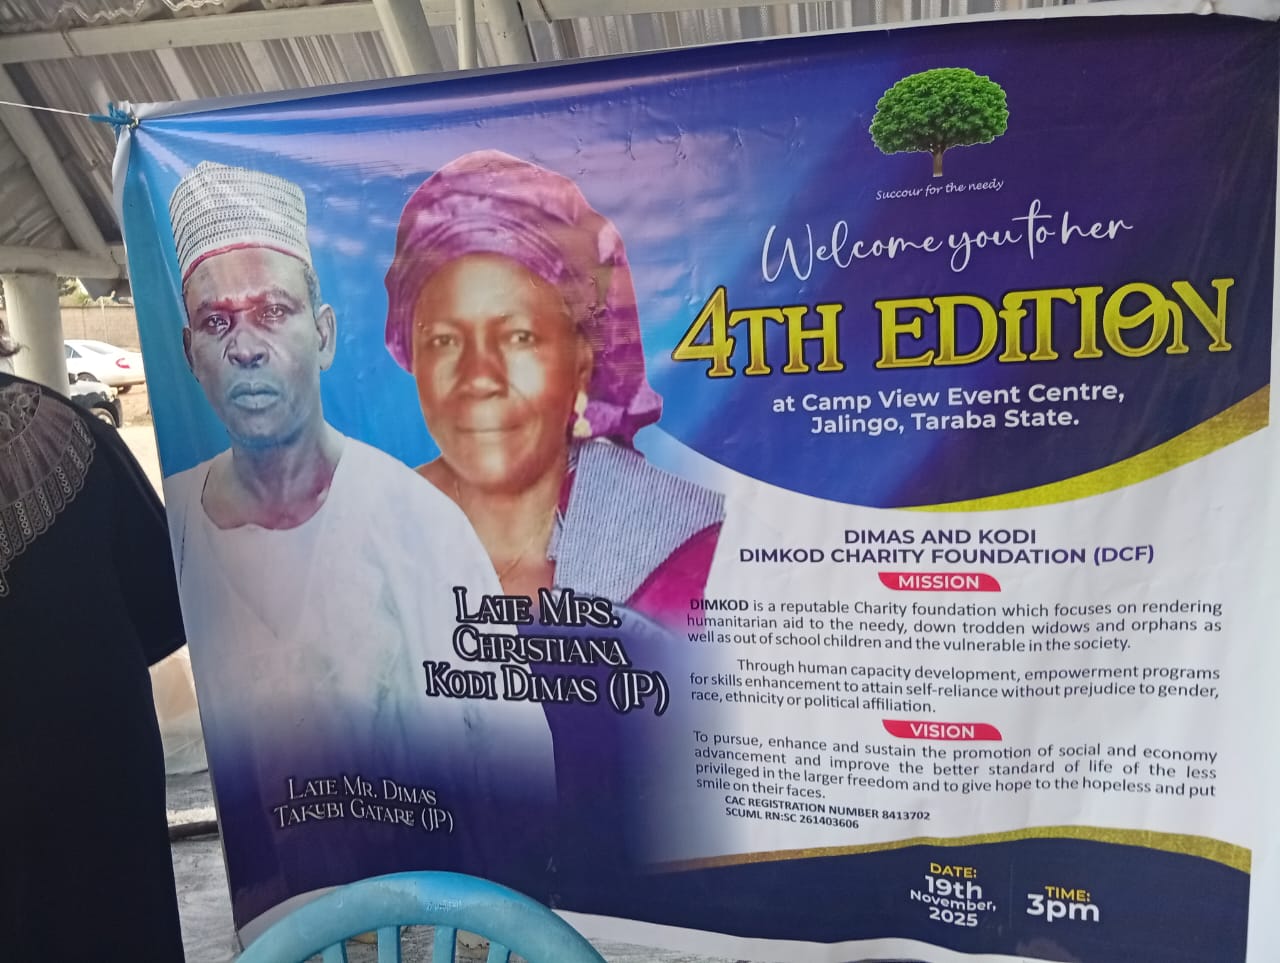 Succour for the needy
Welcome you to her
4TH EDITION
at Camp View Event Centre,
Jalingo, Taraba State.
DIMAS AND KODI
DIMKOD CHARITY FOUNDATION (DCF)
MISSION
DIMKOD is a reputable Charity foundation which focuses on rendering
humanitarian aid to the needy, down trodden widows and orphans as
well as out of school children and the vulnerable in the society.
Through human capacity development, empowerment programs
for skills enhancement to attain self-reliance without prejudice to gender,
race, ethnicity or political affiliation.
VISION
To pursue, enhance and sustain the promotion of social and economy
advancement and improve the better standard of life of the less
privileged in the larger freedom and to give hope to the hopeless and put
smile on their faces.
CAC REGISTRATION NUMBER 8413702
SCUML RN:SC 261403606
LATE MRS.
CHRISTIANA
KODI DIMAS (JP)
LATE MR. DIMAS
TAKUBI GATARE (JP)
DATE:
19th
November,
2025
TIME:
3pm